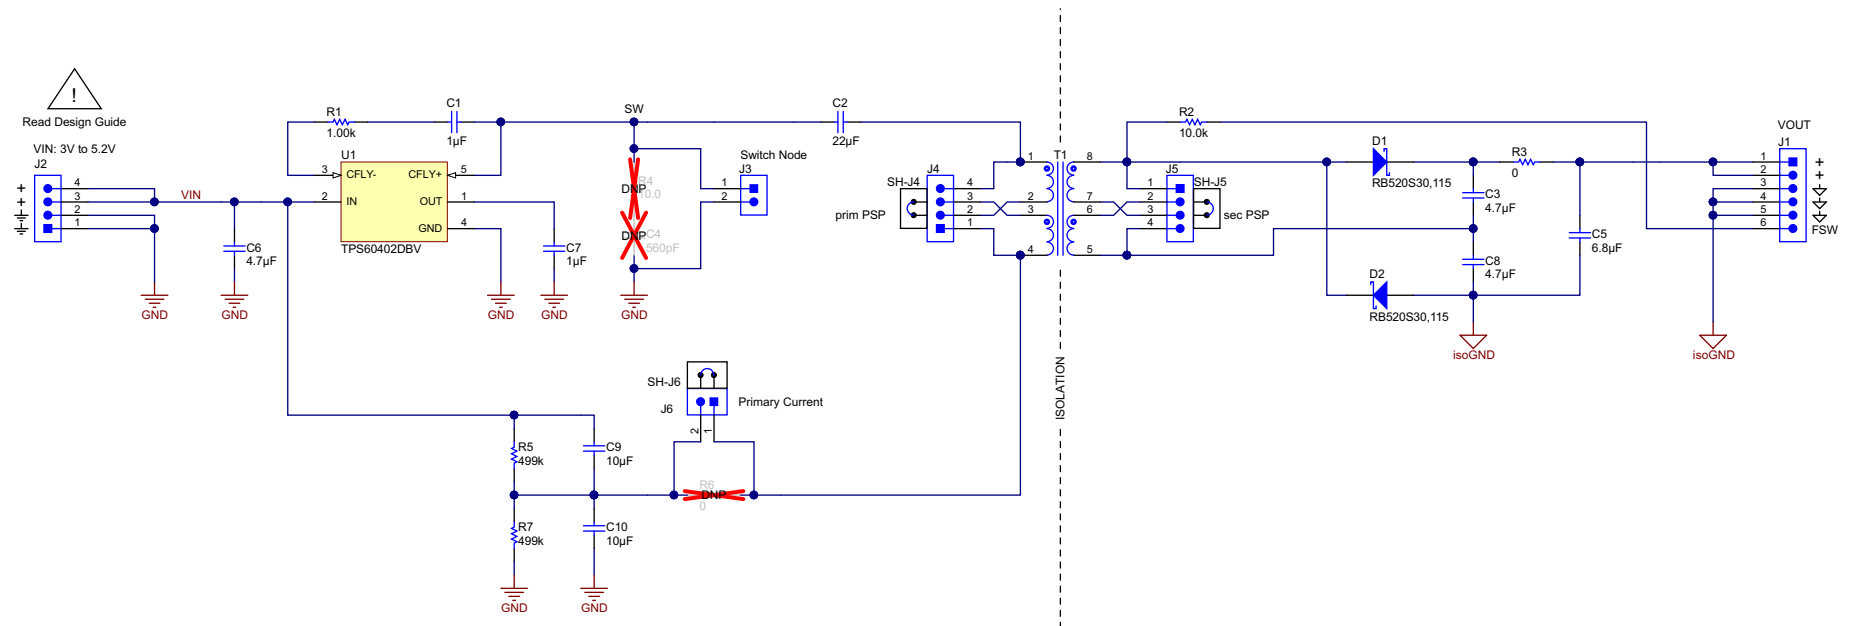 !
Read Design Guide
VIN: 3V to 5.2V
J2
+
+
4
3
2
1
VIN
C6
4.7µF
GND
GND
R1
1.00k
C1
1µF
U1
3
CFLY-
CFLY+
5
2
IN
OUT
1
GND
4
TPS60402DBV
C7
1µF
GND
GND
SW
R4
DNP
10.0
DNP
C4
560pF
GND
Switch Node
J3
1
2
C2
22µF
J4
SH-J4
prim PSP
4
3
2
1
T1
1
2
3
4
8
7
6
5
ISOLATION
R2
10.0k
J5
SH-J5
sec PSP
1
2
3
4
D1
RB520S30,115
D2
RB520S30,115
R3
0
C3
4.7µF
C8
4.7µF
C5
6.8µF
isoGND
VOUT
J1
1
2
3
4
5
6
+
+
FSW
isoGND
SH-J6
J6
Primary Current
2
1
R5
499k
C9
10µF
R6
DNP
0
R7
499k
C10
10µF
GND
GND